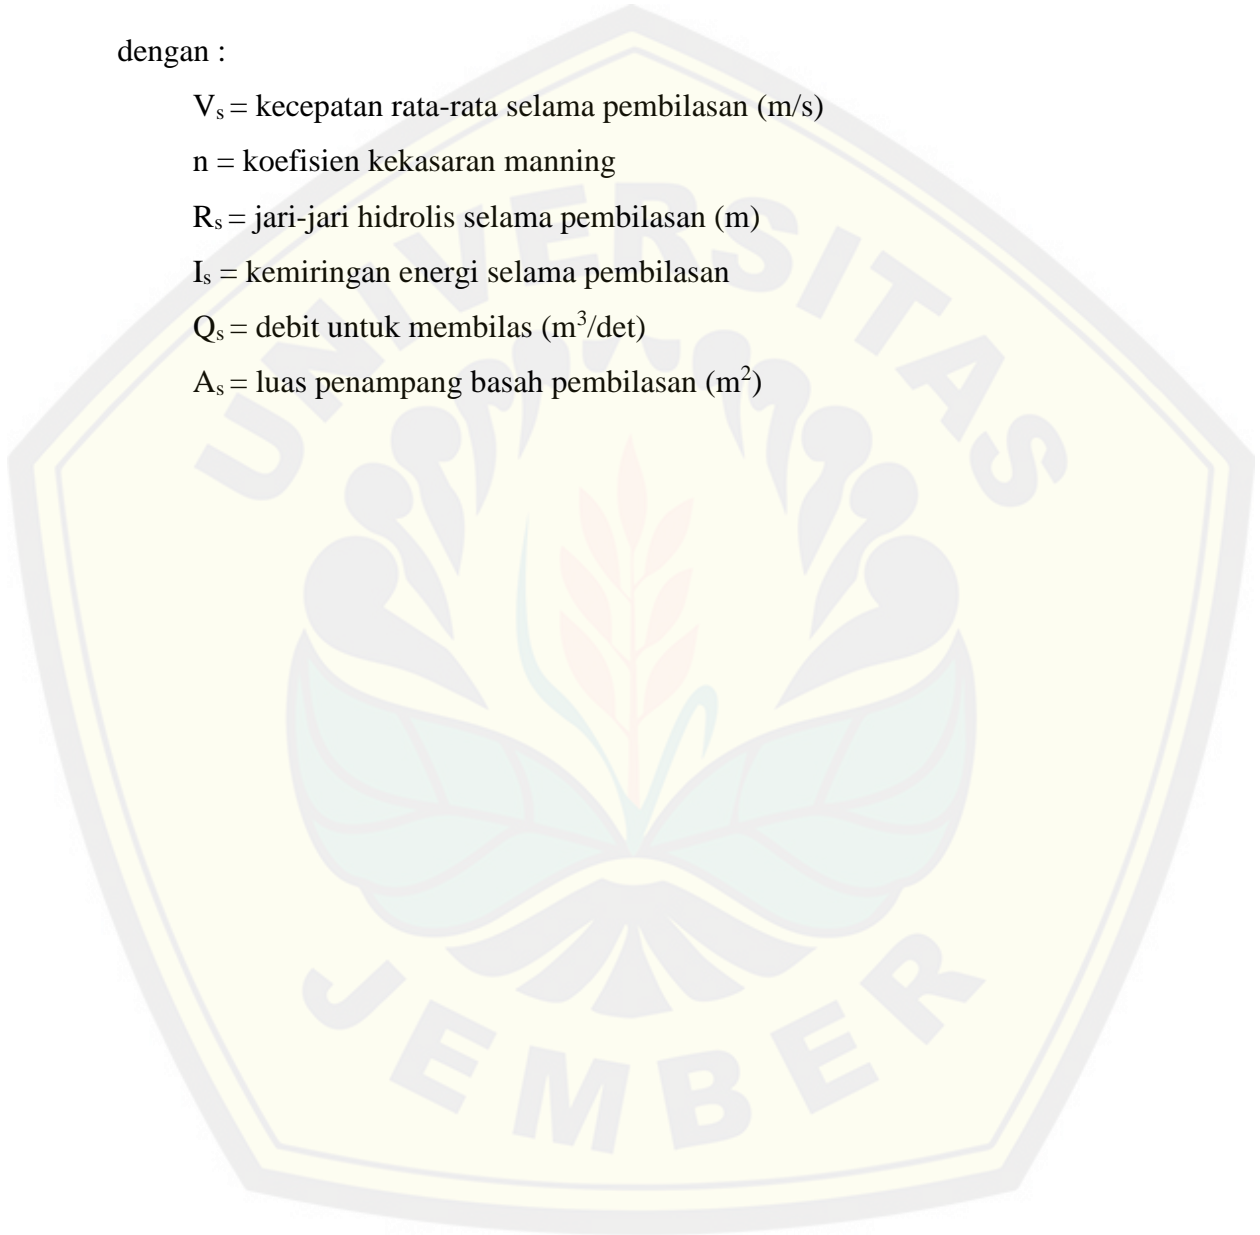 dengan :
Vₛ = kecepatan rata-rata selama pembilasan (m/s)
n = koefisien kekasaran manning
Rₛ = jari-jari hidrolis selama pembilasan (m)
Iₛ = kemiringan energi selama pembilasan
Qₛ = debit untuk membilas (m³/det)
Aₛ = luas penampang basah pembilasan (m²)
UNIVERSITAS
JEMBER